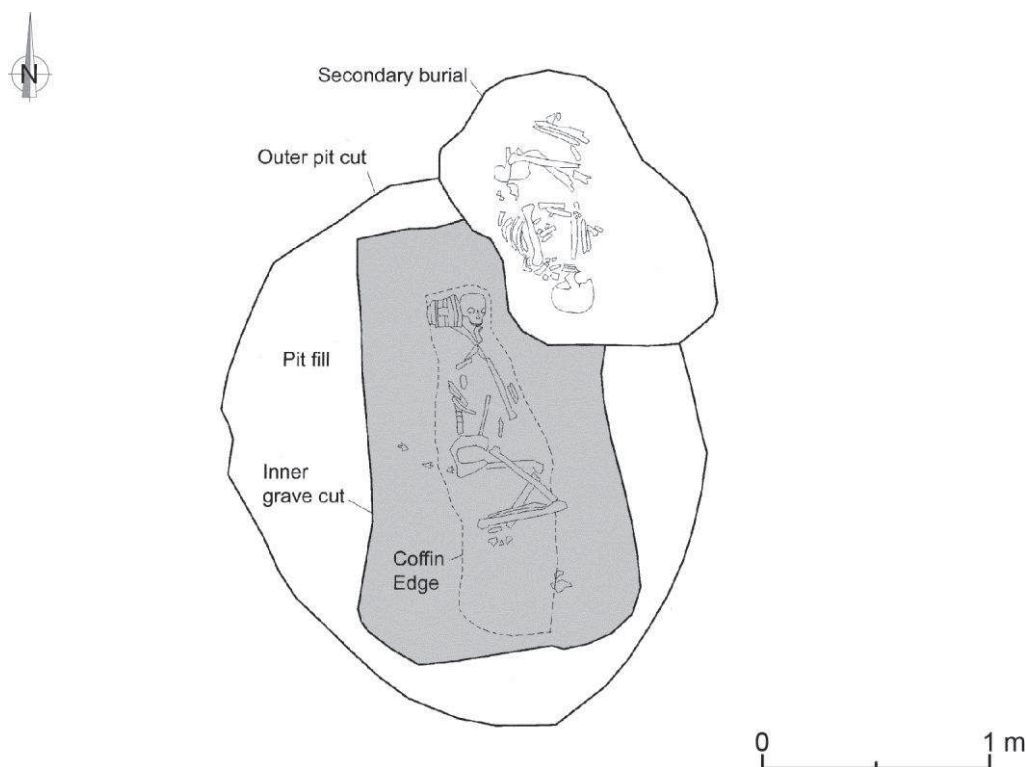 N
Secondary burial
Outer pit cut
Pit fill
Inner
grave cut
Coffin
Edge
0 1 m